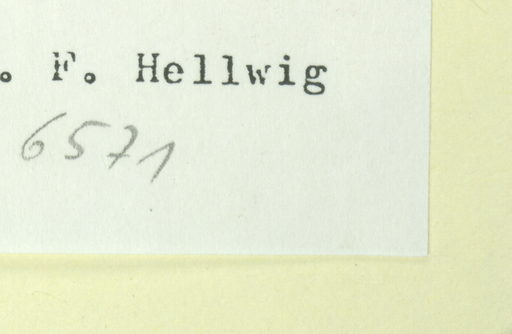 . F. Hellwig
6571